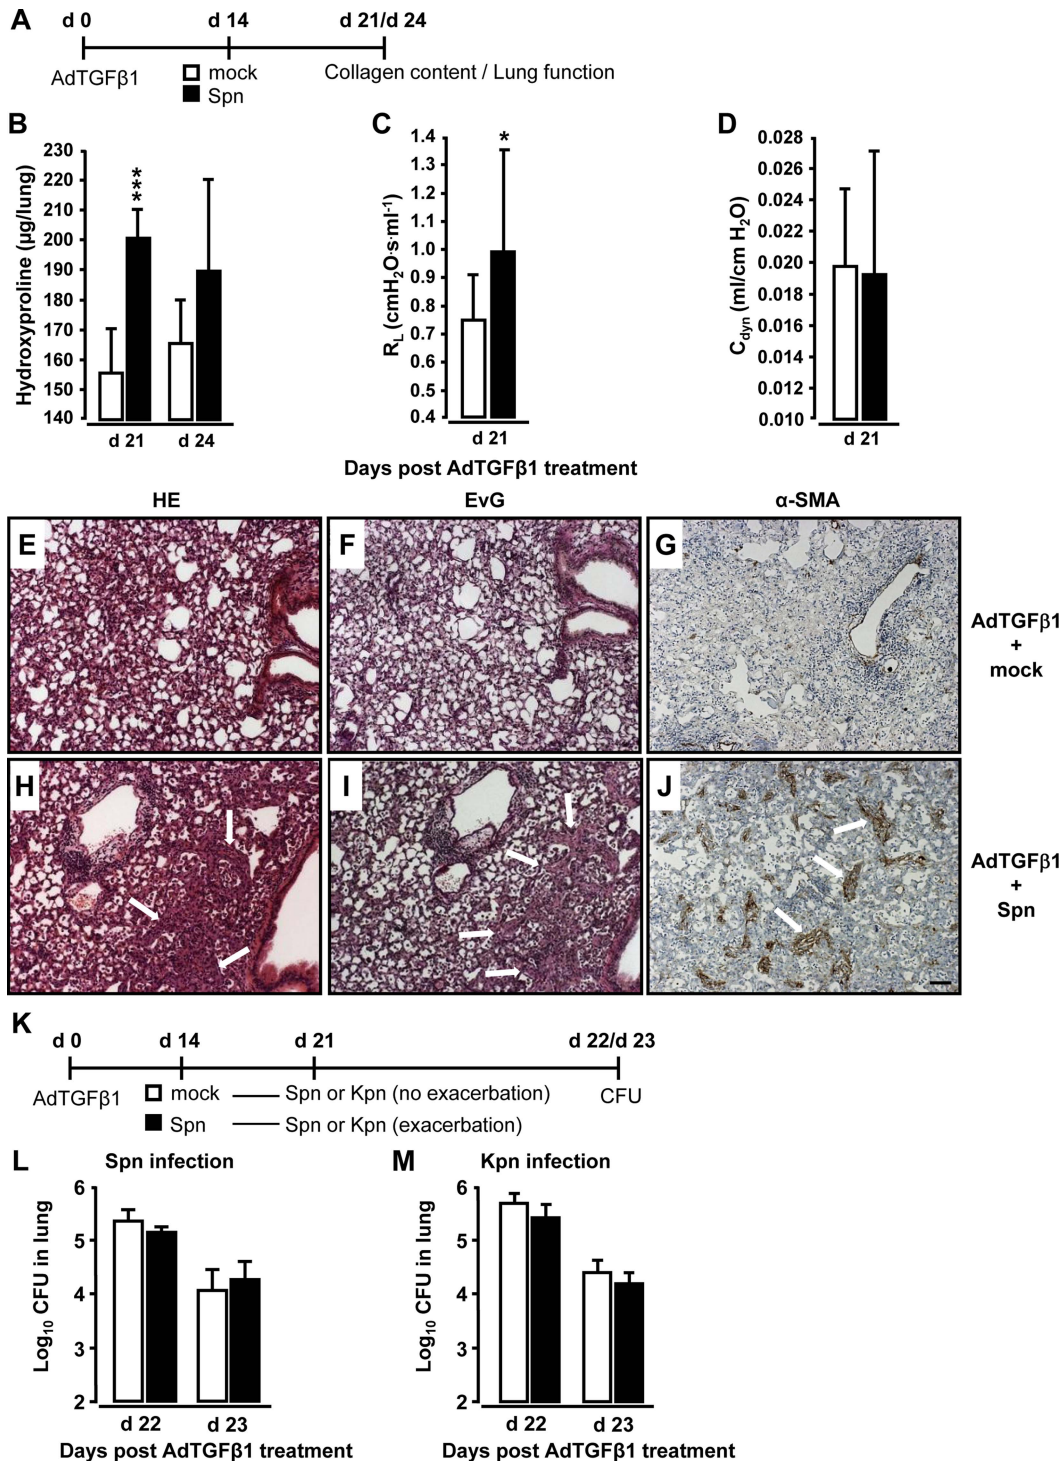 A
d 0 d 14 d 21/d 24
AdTGFβ1 mock Collagen content / Lung function
Spn
B
Hydroxyproline (µg/lung)
230
220
210
200
190
180
170
160
150
140
***
d 21 d 24
C
R_L (cmH₂O·s·ml⁻¹)
1.4
1.3
1.2
1.1
1.0
0.9
0.8
0.7
0.6
0.5
0.4
*
d 21
D
C_dyn (ml/cm H₂O)
0.028
0.026
0.024
0.022
0.020
0.018
0.016
0.014
0.012
0.010
d 21
Days post AdTGFβ1 treatment
HE EvG α-SMA
E F G
AdTGFβ1
+
mock
H I J
AdTGFβ1
+
Spn
K
d 0 d 14 d 21 d 22/d 23
AdTGFβ1 mock Spn or Kpn (no exacerbation) CFU
Spn Spn or Kpn (exacerbation)
L Spn infection
Log₁₀ CFU in lung
6
5
4
3
2
d 22 d 23
Days post AdTGFβ1 treatment
M Kpn infection
Log₁₀ CFU in lung
6
5
4
3
2
d 22 d 23
Days post AdTGFβ1 treatment